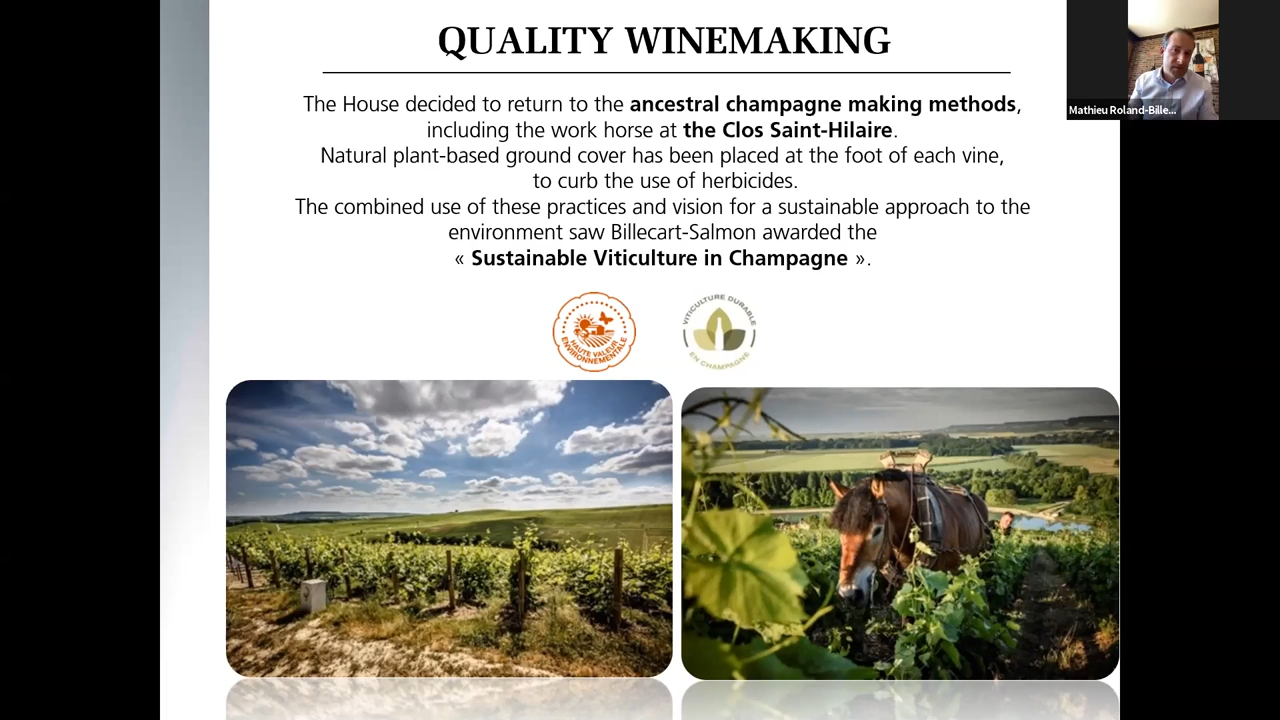 QUALITY WINEMAKING
The House decided to return to the ancestral champagne making methods,
including the work horse at the Clos Saint-Hilaire.
Natural plant-based ground cover has been placed at the foot of each vine,
to curb the use of herbicides.
The combined use of these practices and vision for a sustainable approach to the
environment saw Billecart-Salmon awarded the
« Sustainable Viticulture in Champagne ».
HAUTE VALEUR
ENVIRONNEMENTALE
VITICULTURE DURABLE
EN CHAMPAGNE
Mathieu Roland-Bille...